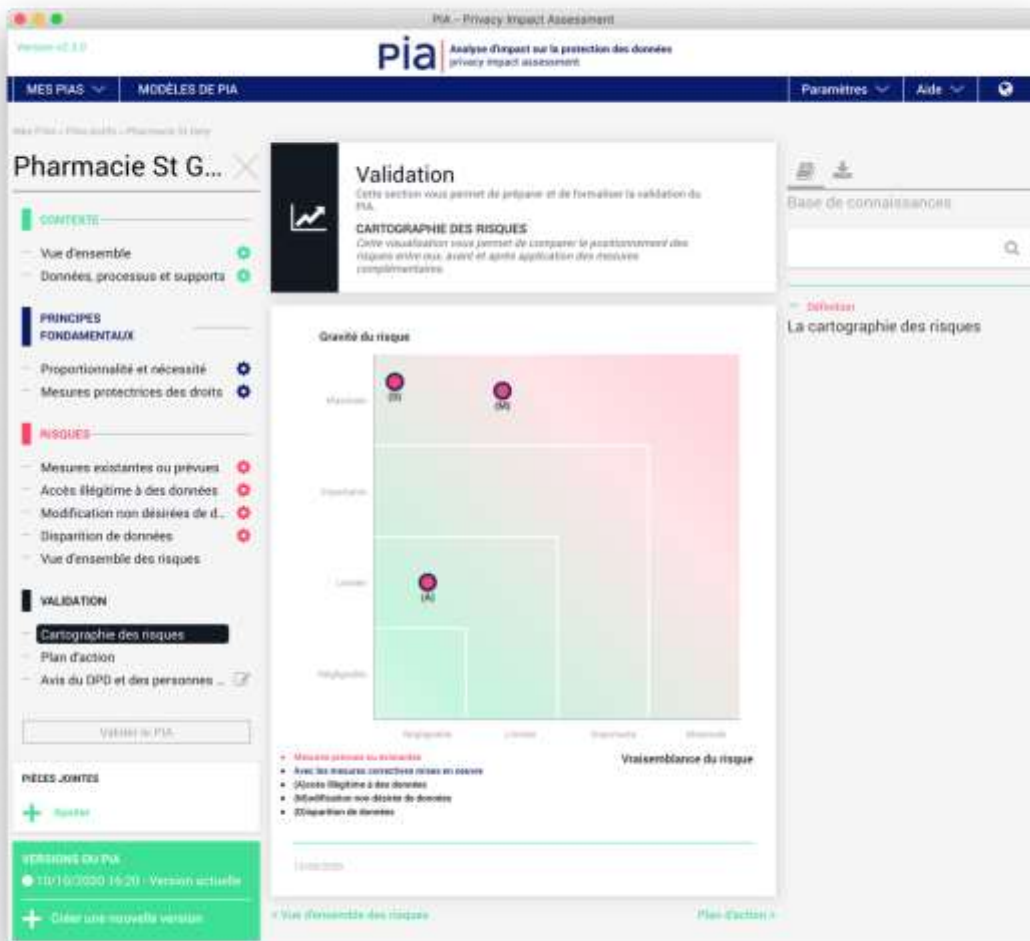 PIA - Privacy Impact Assessment
Version v2.3.0
pia
Analyse d'impact sur la protection des données
privacy impact assessment
MES PIAS
MODÈLES DE PIA
Paramètres
Aide
Pharmacie St G...
CONTEXTE
Vue d'ensemble
Données, processus et supports
PRINCIPES
FONDAMENTAUX
Proportionnalité et nécessité
Mesures protectrices des droits
RISQUES
Mesures existantes ou prévues
Accès illégitime à des données
Modification non désirées de d...
Disparition de données
Vue d'ensemble des risques
VALIDATION
Cartographie des risques
Plan d'action
Avis du DPD et des personnes ...
Valider le PIA
PIÈCES JOINTES
Ajouter
VERSIONS DU PIA
10/10/2020 16:20 - Version actuelle
Créer une nouvelle version
Validation
Cette section vous permet de préparer et de formaliser la validation du
PIA.
CARTOGRAPHIE DES RISQUES
Cette visualisation vous permet de comparer le positionnement des
risques entre eux, avant et après application des mesures
complémentaires.
Gravité du risque
Maximale
(D)
(M)
Importante
Limitée
(A)
Négligeable
Négligeable
Limitée
Importante
Maximale
Vraisemblance du risque
Mesures prévues ou existantes
Avec les mesures correctives mises en oeuvre
(A)ccès illégitime à des données
(M)odification non désirée de données
(D)isparition de données
< Vue d'ensemble des risques
Plan d'action >
Base de connaissances
Définition
La cartographie des risques